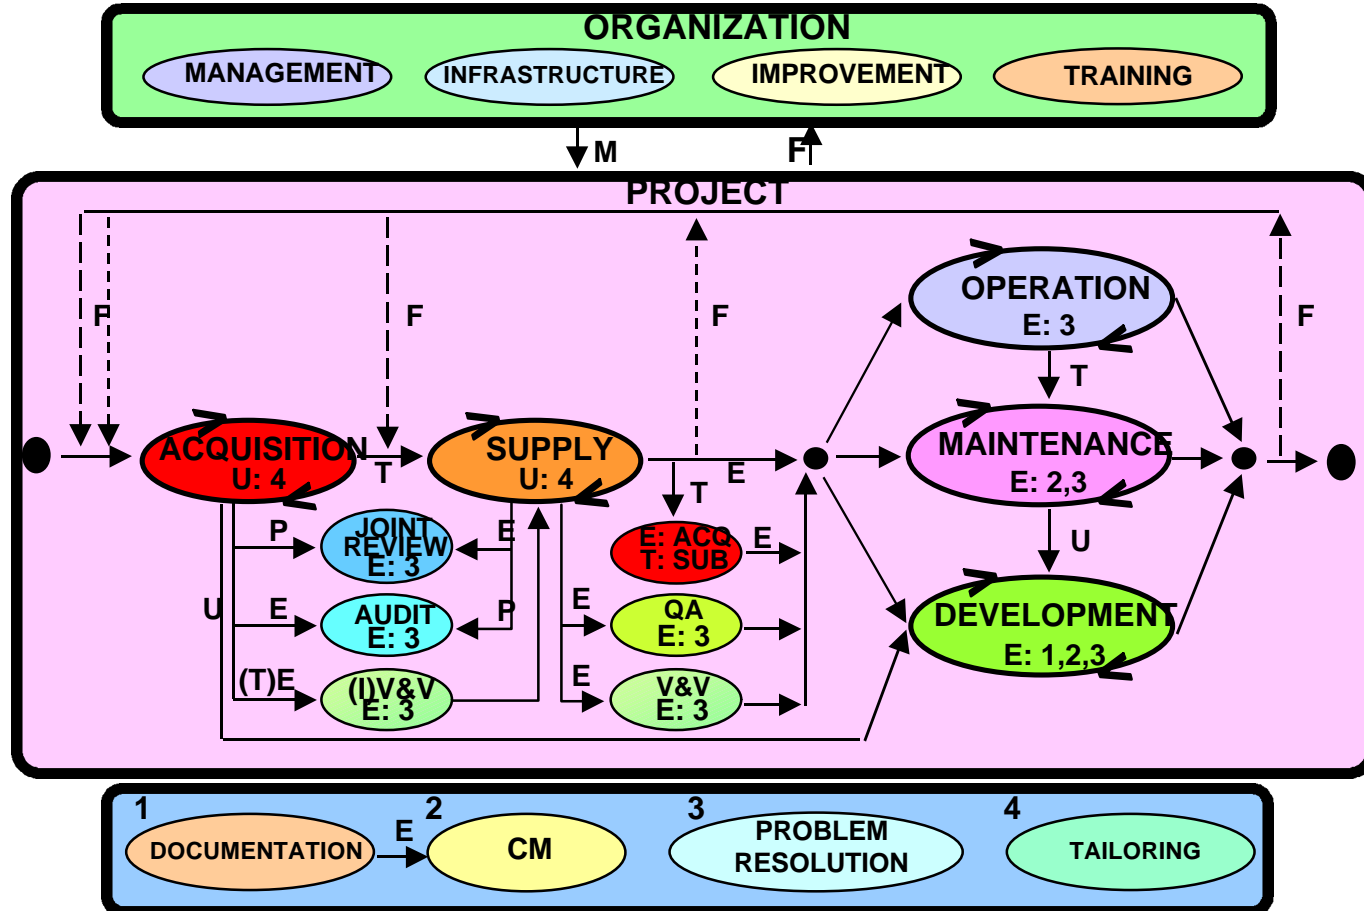 ORGANIZATION
MANAGEMENT
INFRASTRUCTURE
IMPROVEMENT
TRAINING
M
F
PROJECT
F
F
F
F
OPERATION
E: 3
T
ACQUISITION
U: 4
T
SUPPLY
U: 4
E
T
MAINTENANCE
E: 2,3
U
P
JOINT
REVIEW
E: 3
E
E: ACQ
T: SUB
E
U
E
AUDIT
E: 3
P
E
QA
E: 3
DEVELOPMENT
E: 1,2,3
(T)E
(I)V&V
E: 3
E
V&V
E: 3
1
DOCUMENTATION
E
2
CM
3
PROBLEM
RESOLUTION
4
TAILORING